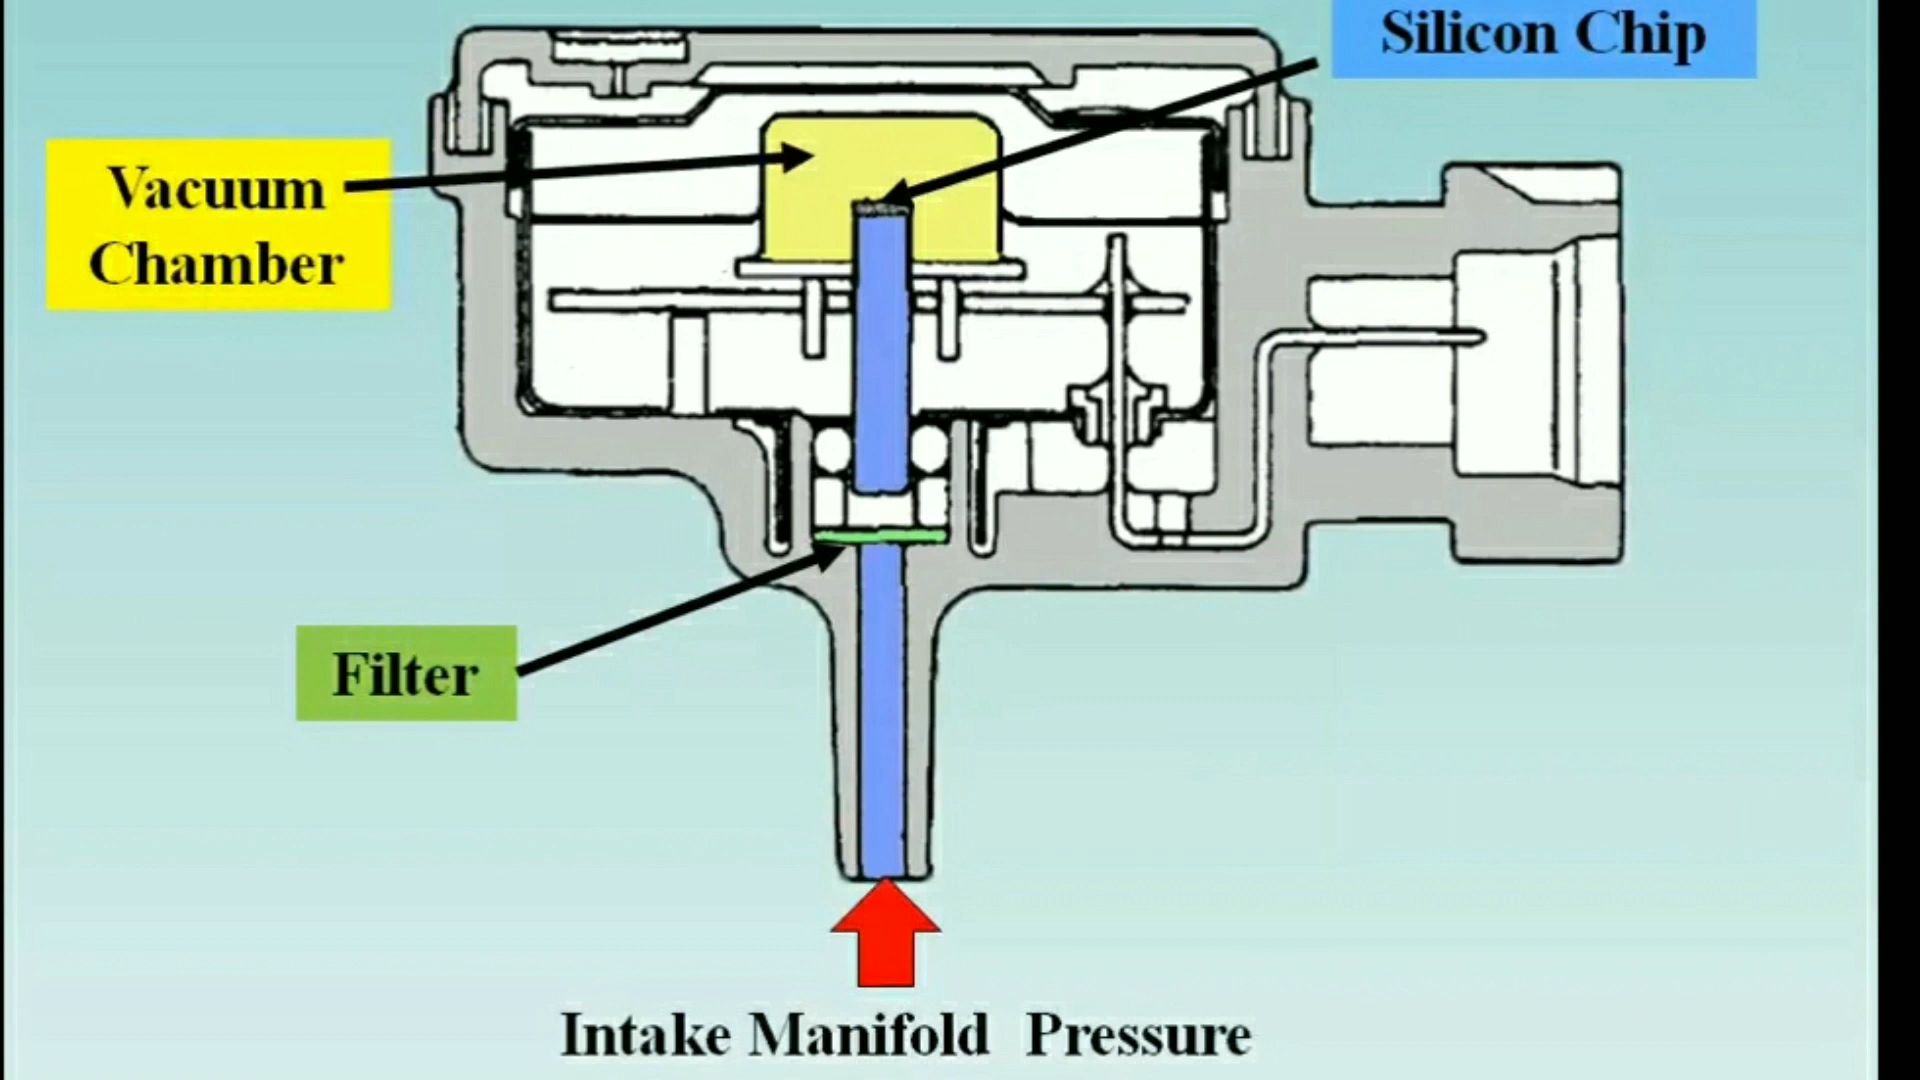 Silicon Chip
Vacuum
Chamber
Filter
Intake Manifold Pressure